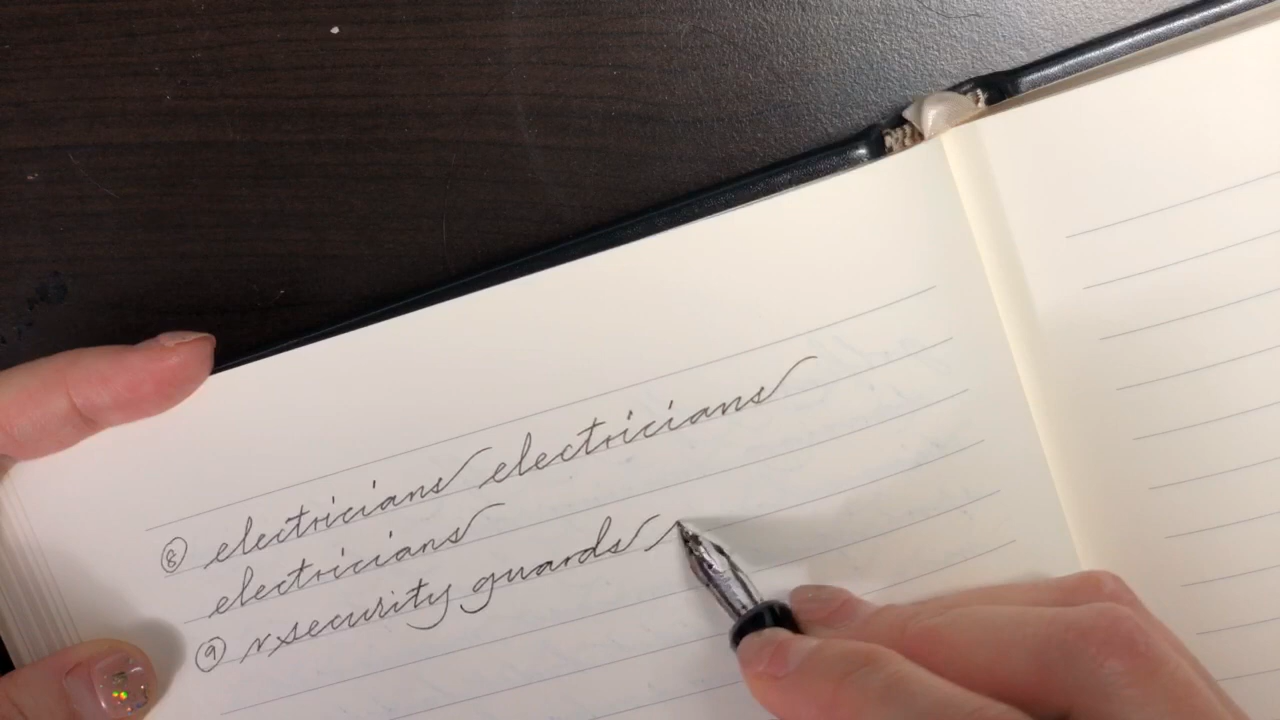 ⑧ electricians electricians
electricians
⑨ security guards